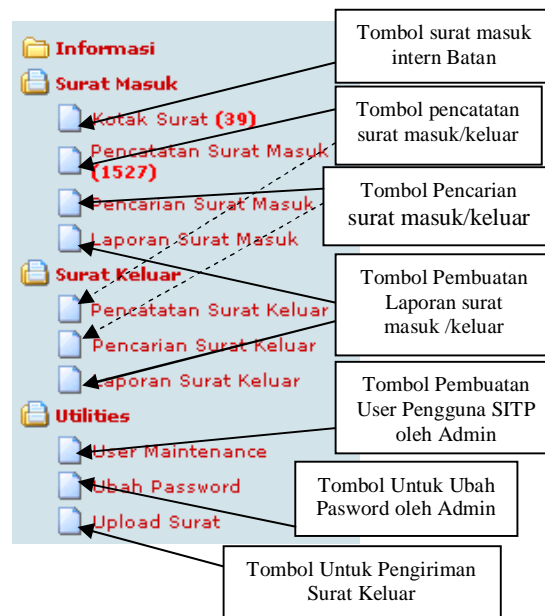 Informasi
Surat Masuk
Kotak Surat (39)
Pencatatan Surat Masuk
(1527)
Pencarian Surat Masuk
Laporan Surat Masuk
Surat Keluar
Pencatatan Surat Keluar
Pencarian Surat Keluar
Laporan Surat Keluar
Utilities
User Maintenance
Ubah Password
Upload Surat
Tombol surat masuk
intern Batan
Tombol pencatatan
surat masuk/keluar
Tombol Pencarian
surat masuk/keluar
Tombol Pembuatan
Laporan surat
masuk /keluar
Tombol Pembuatan
User Pengguna SITP
oleh Admin
Tombol Untuk Ubah
Pasword oleh Admin
Tombol Untuk Pengiriman
Surat Keluar